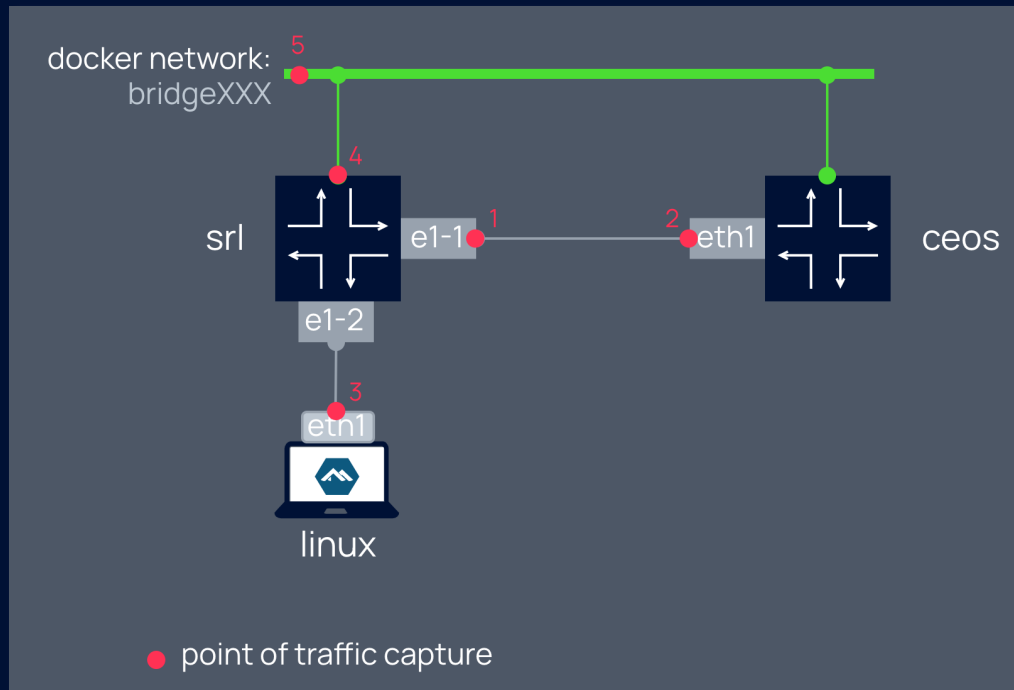 5
docker network:
bridgeXXX
4
srl
e1-1
1
2
eth1
ceos
e1-2
3
eth1
linux
point of traffic capture